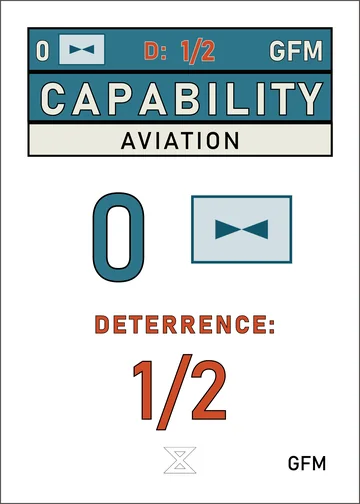 0 D: 1/2 GFM
CAPABILITY
AVIATION
0
DETERRENCE:
1/2
GFM